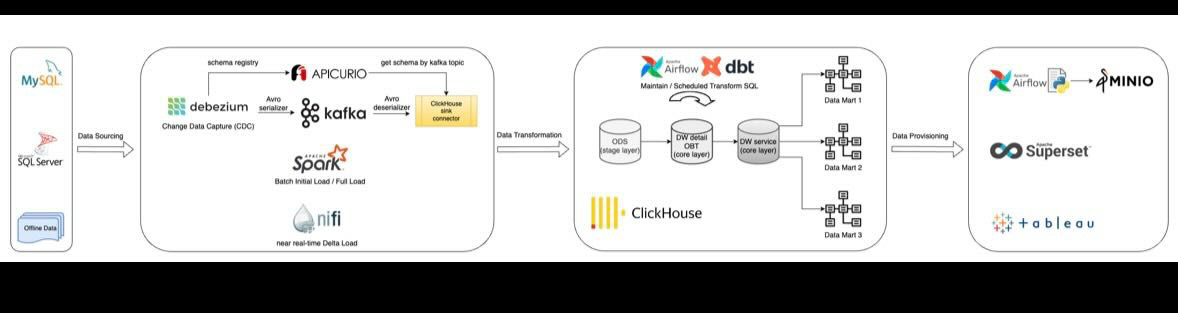 MySQL
Microsoft
SQL Server
Offline Data
Data Sourcing
schema registry
get schema by kafka topic
APICURIO
debezium
Avro
serializer
kafka
Avro
deserializer
ClickHouse
sink
connector
Change Data Capture (CDC)
APACHE
Spark
Batch Initial Load / Full Load
nifi
near real-time Delta Load
Data Transformation
Apache
Airflow
dbt
Maintain / Scheduled Transform SQL
ODS
(stage layer)
DW detail
OBT
(core layer)
DW service
(core layer)
Data Mart 1
Data Mart 2
Data Mart 3
ClickHouse
Data Provisioning
Apache
Airflow
MINIO
Apache
Superset
+ableau